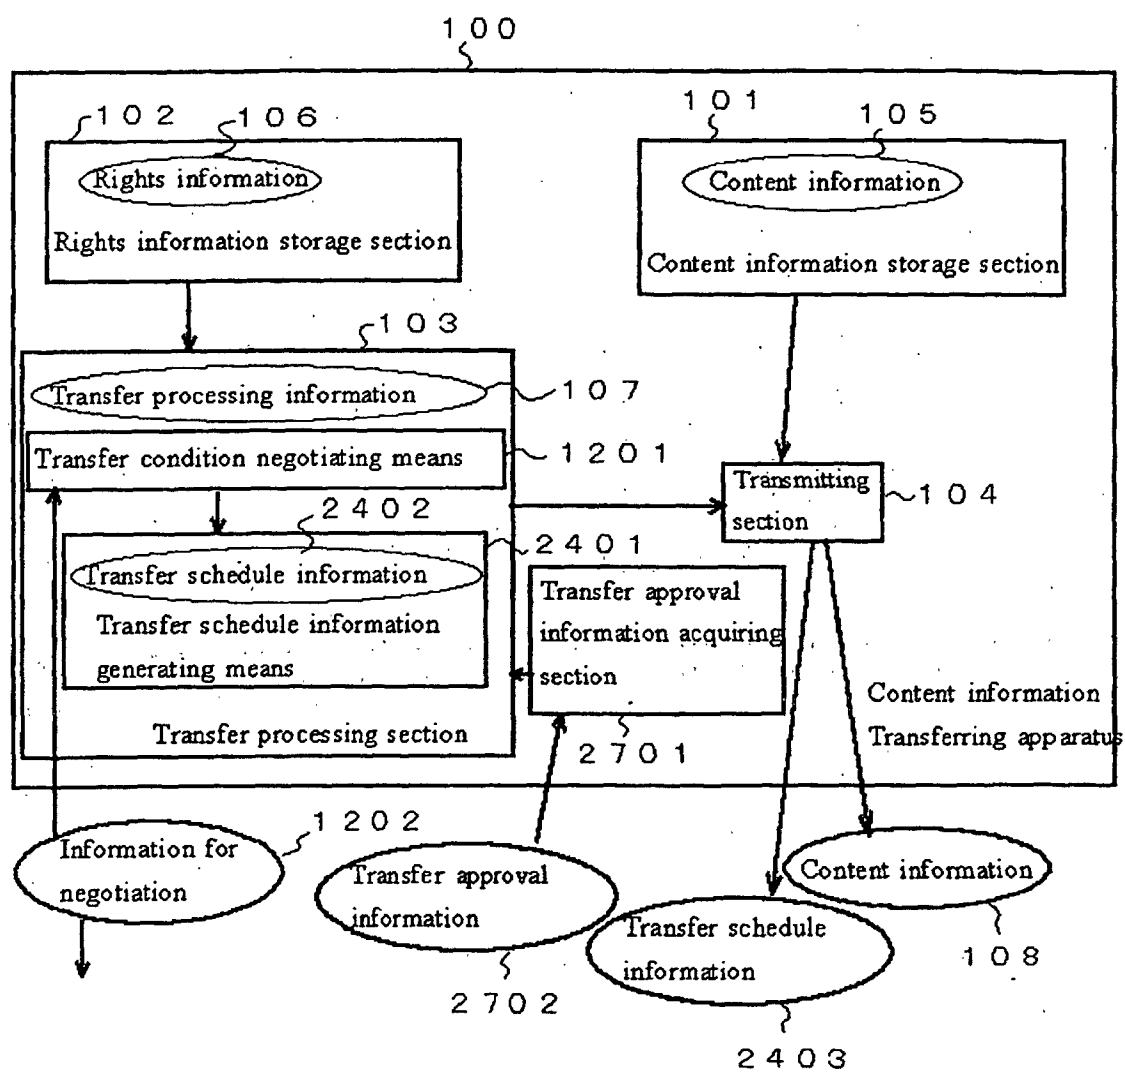 100
102
106
101
105
Rights information
Content information
Rights information storage section
Content information storage section
103
Transfer processing information
107
Transfer condition negotiating means
1201
Transmitting
section
104
2402
2401
Transfer schedule information
Transfer schedule information
generating means
Transfer approval
information acquiring
section
Transfer processing section
2701
Content information
Transferring apparatus
1202
Information for
negotiation
Transfer approval
information
2702
Content information
108
Transfer schedule
information
2403